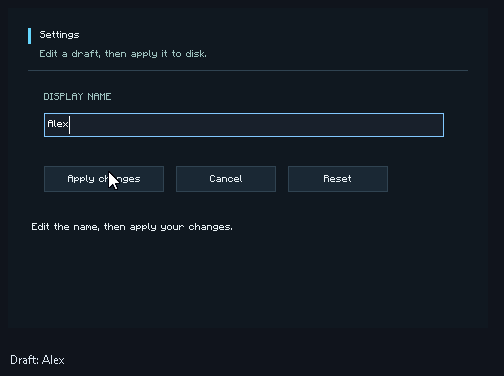 Settings
Edit a draft, then apply it to disk.
DISPLAY NAME
Alex
Apply changes
Cancel
Reset
Edit the name, then apply your changes.
Draft: Alex